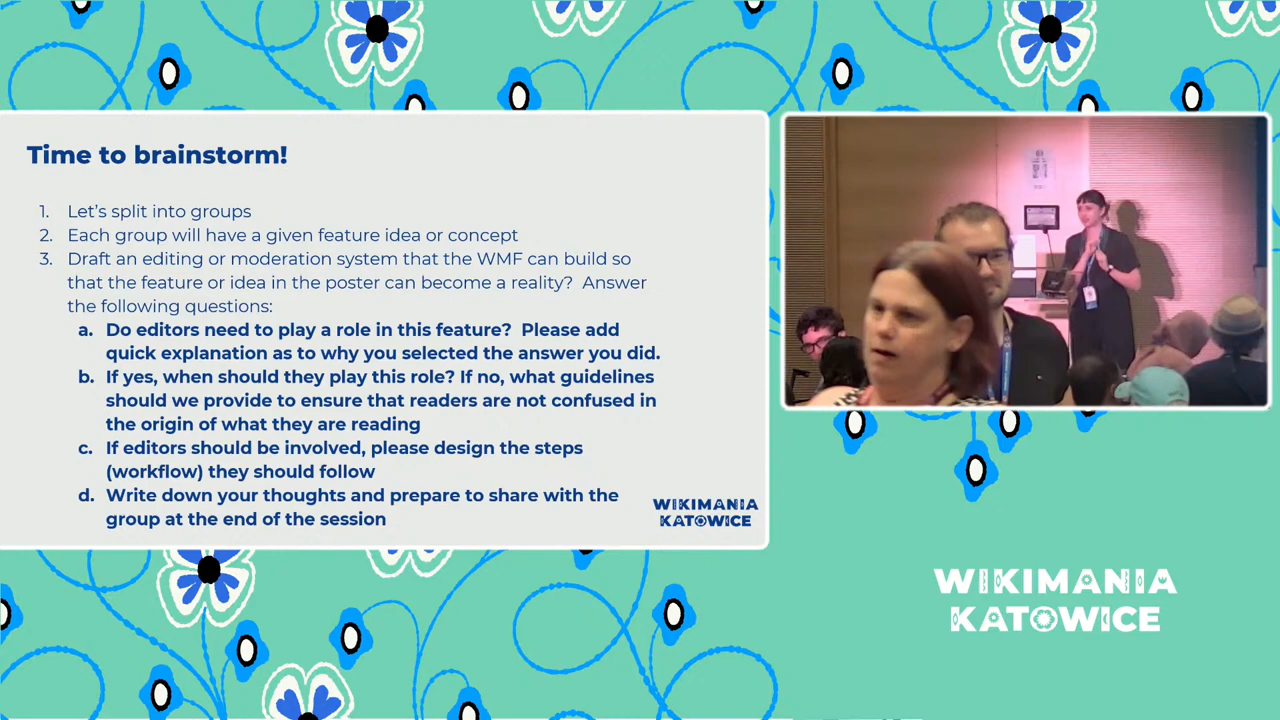 Time to brainstorm!
1. Let's split into groups
2. Each group will have a given feature idea or concept
3. Draft an editing or moderation system that the WMF can build so
that the feature or idea in the poster can become a reality?  Answer
the following questions:
a. Do editors need to play a role in this feature?  Please add
quick explanation as to why you selected the answer you did.
b. If yes, when should they play this role? If no, what guidelines
should we provide to ensure that readers are not confused in
the origin of what they are reading
c. If editors should be involved, please design the steps
(workflow) they should follow
d. Write down your thoughts and prepare to share with the
group at the end of the session
WIKIMANIA
KATOWICE
WIKIMANIA
KATOWICE